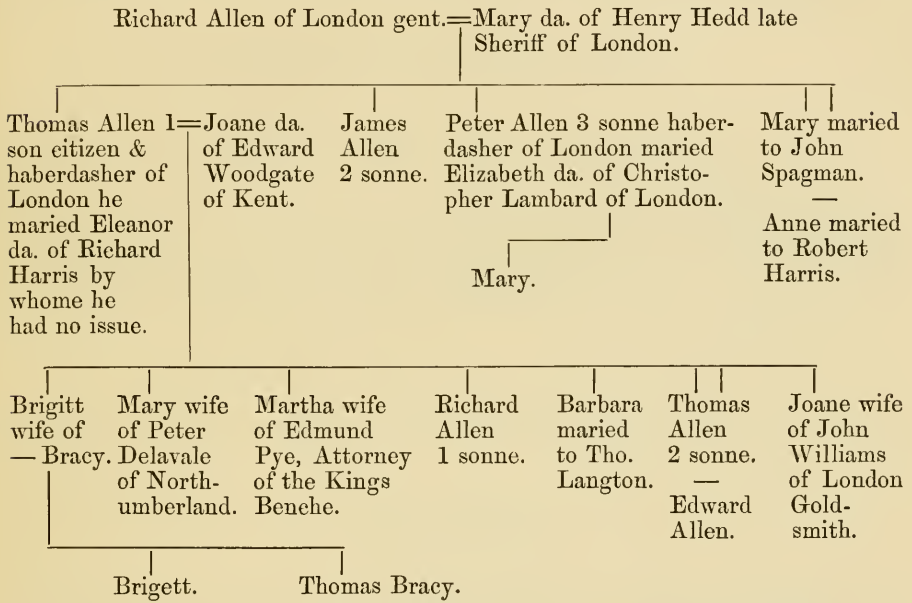 Richard Allen of London gent.=Mary da. of Henry Hedd late
Sheriff of London.
Thomas Allen 1=Joane da.
son eitizen &
haberdasher of
London he
maried Eleanor
da. of Richard
Harris by
whome he
had no issue.
of Edward
Woodgate
of Kent.
James
Allen
2 sonne.
Peter Allen 3 sonne haber-
dasher of London maried
Elizabeth da. of Christo-
pher Lambard of London.
Mary.
Mary maried
to John
Spagman.
—
Anne maried
to Robert
Harris.
Brigitt
wife of
— Bracy.
Mary wife
of Peter
Delavale
of North-
umberland.
Martha wife
of Edmund
Pye, Attorney
of the Kings
Benche.
Richard
Allen
1 sonne.
Barbara
maried
to Tho.
Langton.
Thomas
Allen
2 sonne.
—
Edward
Allen.
Joane wife
of John
Williams
of London
Gold-
smith.
Brigett.
Thomas Bracy.